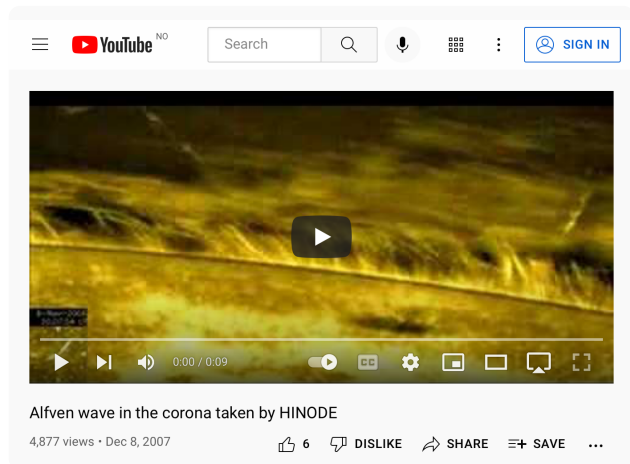 YouTube NO
Search
SIGN IN
0:00 / 0:09
CC
Alfven wave in the corona taken by HINODE
4,877 views • Dec 8, 2007
6
DISLIKE
SHARE
SAVE